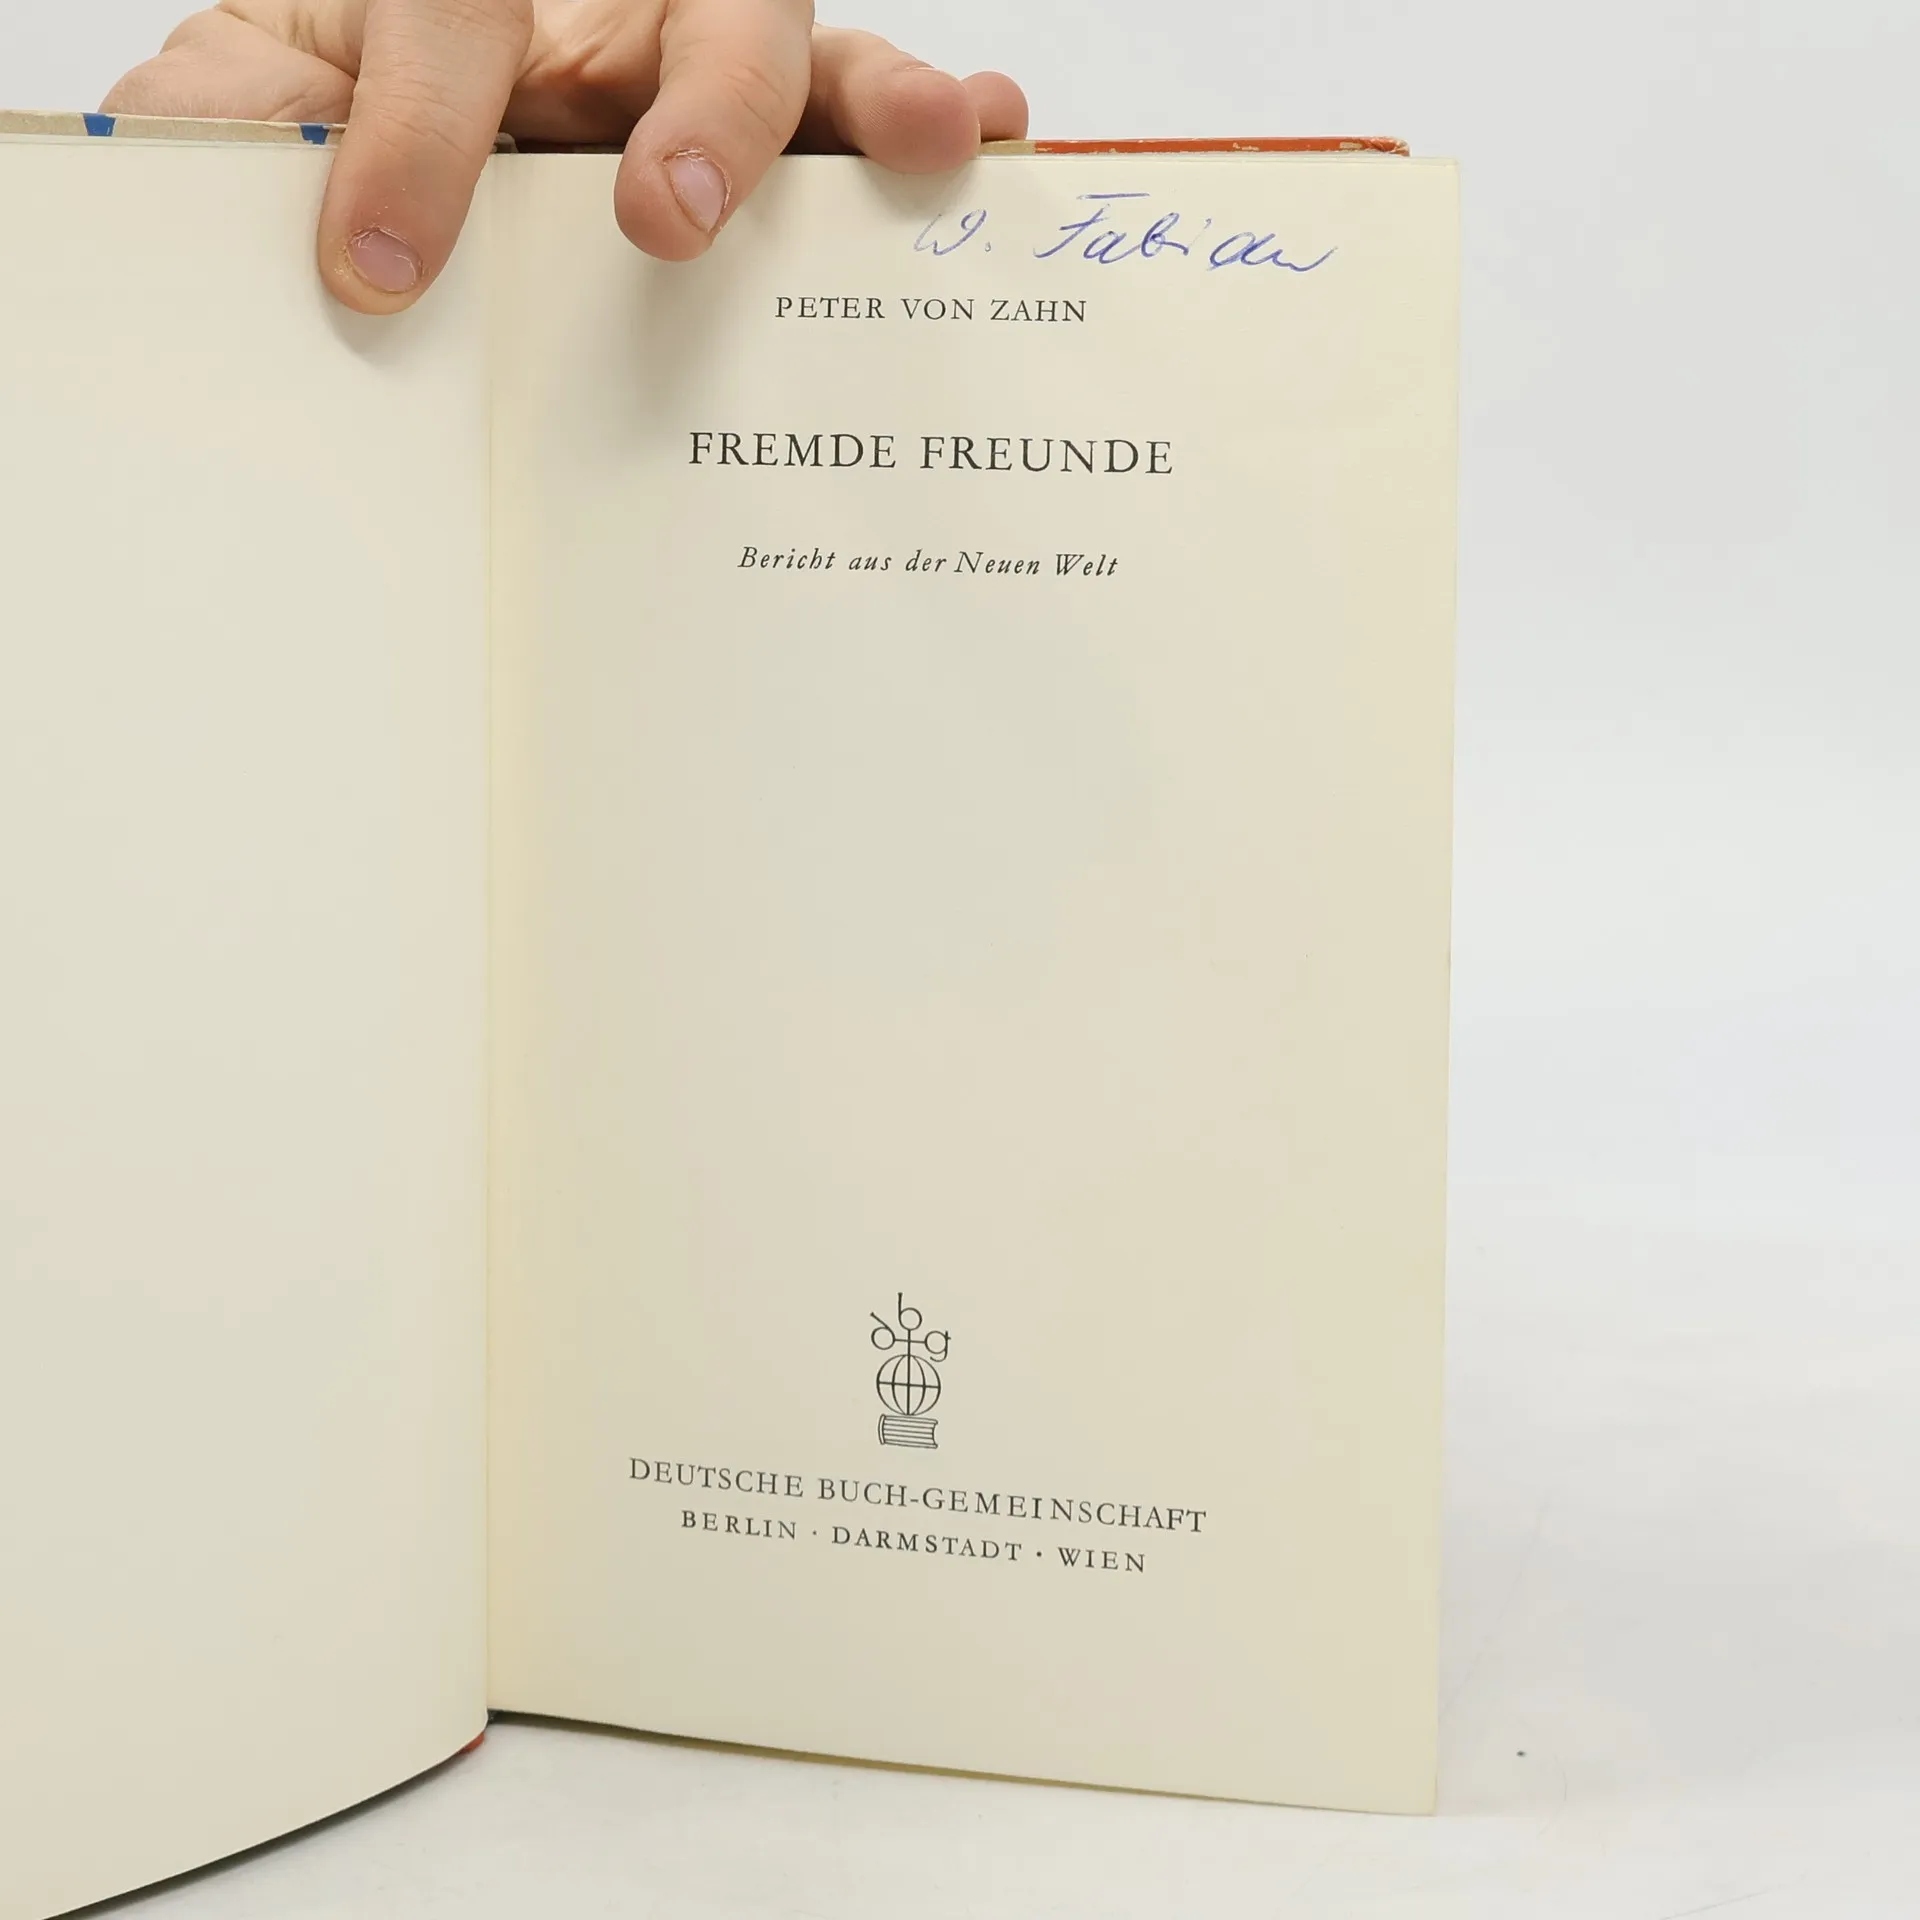 W. Fabian
PETER VON ZAHN
FREMDE FREUNDE
Bericht aus der Neuen Welt
dbg
DEUTSCHE BUCH-GEMEINSCHAFT
BERLIN · DARMSTADT · WIEN